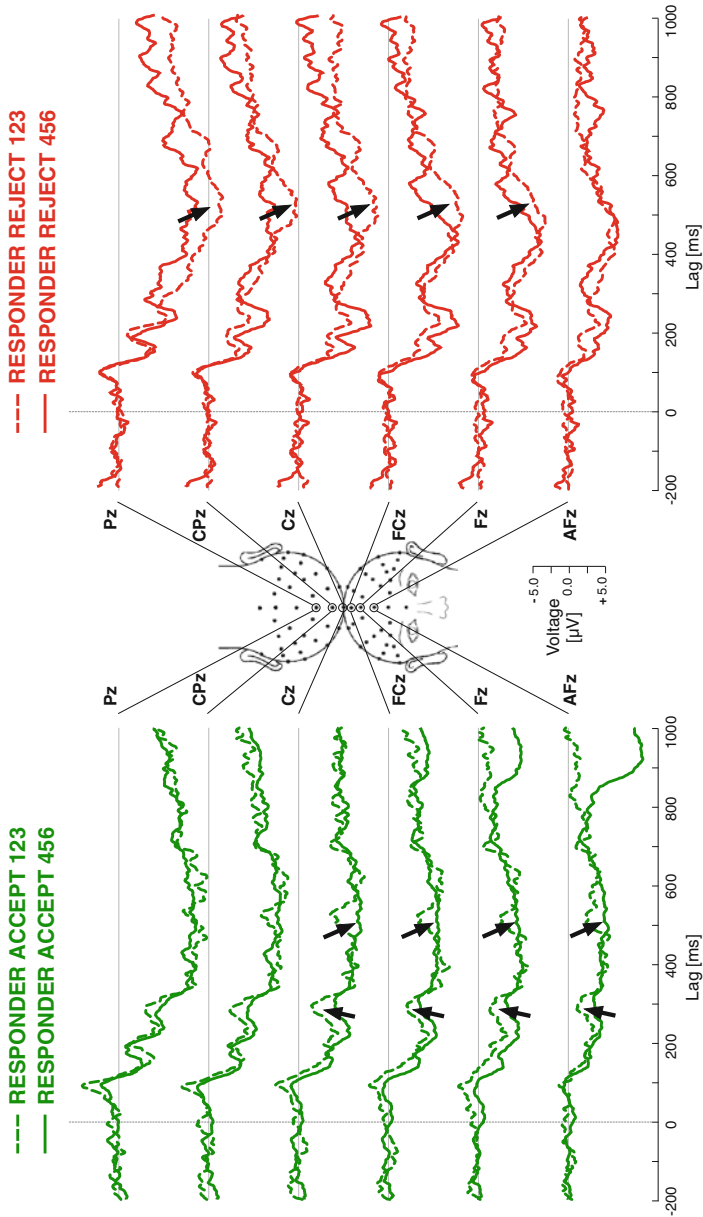 --- RESPONDER ACCEPT 123
— RESPONDER ACCEPT 456
--- RESPONDER REJECT 123
— RESPONDER REJECT 456
Pz
CPz
Cz
FCz
Fz
AFz
Pz
CPz
Cz
FCz
Fz
AFz
-200
0
200
400
600
800
1000
Lag [ms]
Voltage
[µV]
- 5.0
0.0
+ 5.0
-200
0
200
400
600
800
1000
Lag [ms]